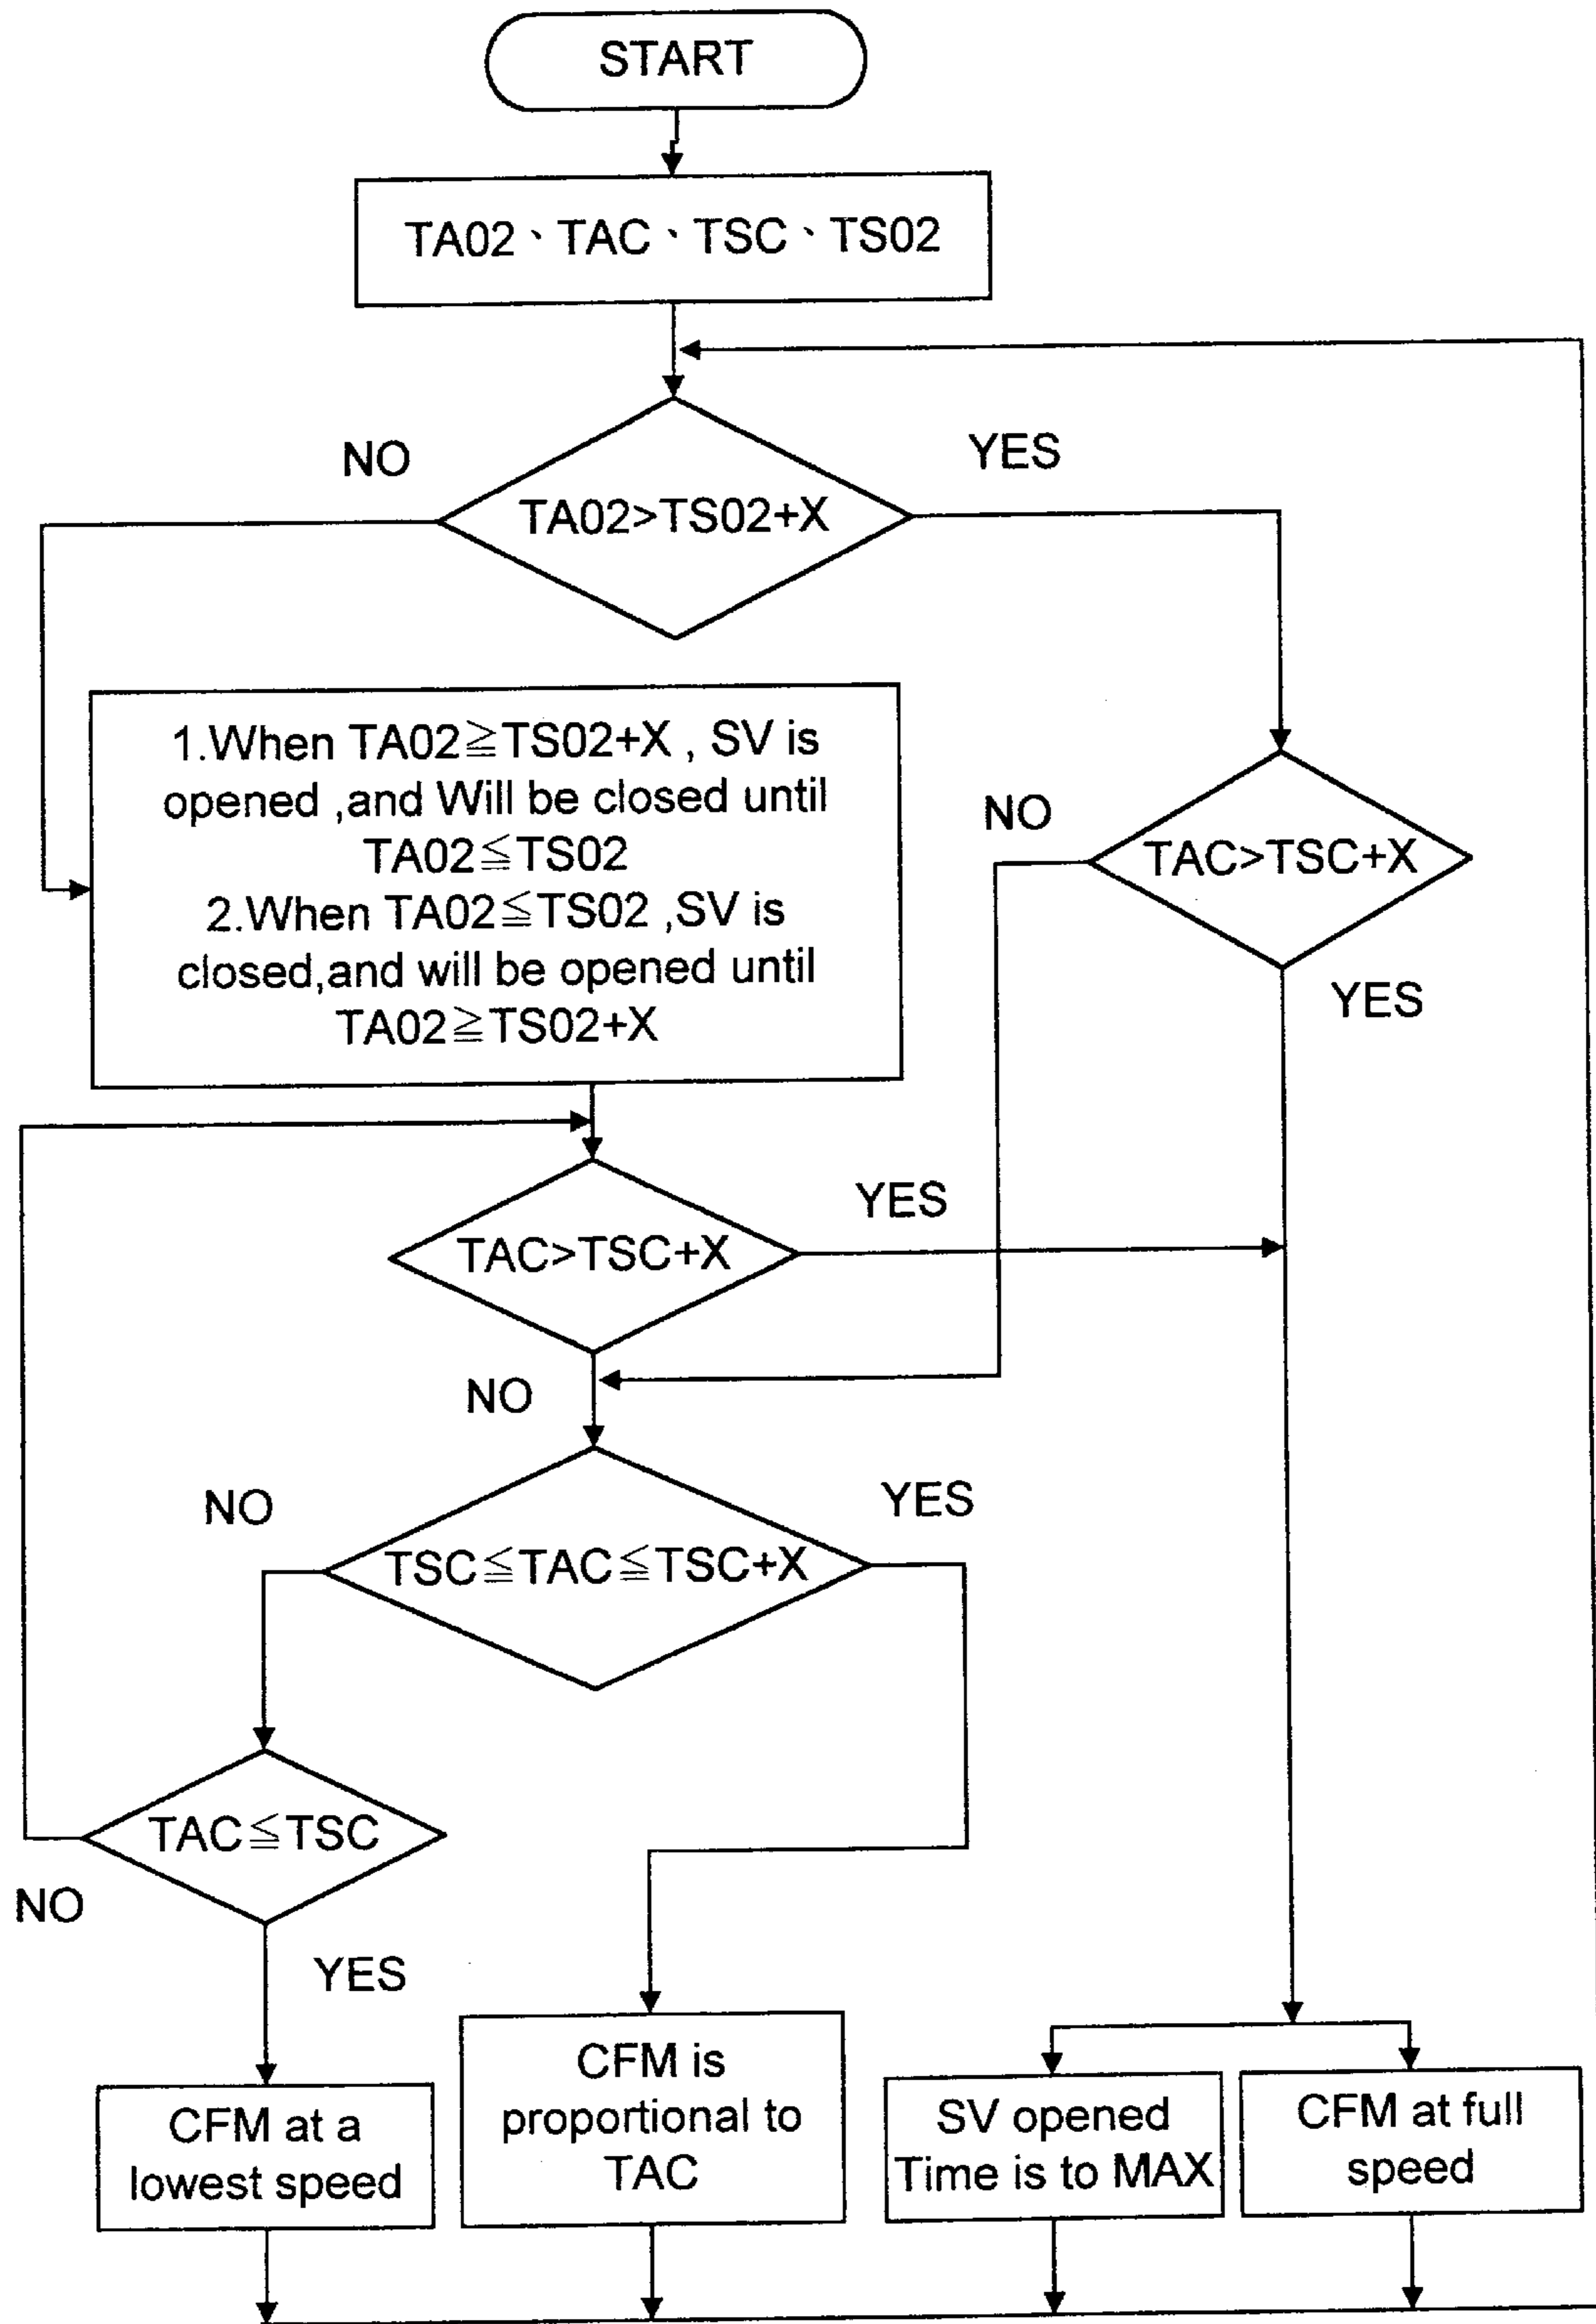 START
TA02、TAC、TSC、TS02
NO
YES
TA02>TS02+X
1.When TA02≧TS02+X , SV is
opened ,and Will be closed until
TA02≦TS02
2.When TA02≦TS02 ,SV is
closed,and will be opened until
TA02≧TS02+X
NO
TAC>TSC+X
YES
YES
TAC>TSC+X
NO
NO
YES
TSC≦TAC≦TSC+X
TAC≦TSC
NO
YES
CFM at a
lowest speed
CFM is
proportional to
TAC
SV opened
Time is to MAX
CFM at full
speed